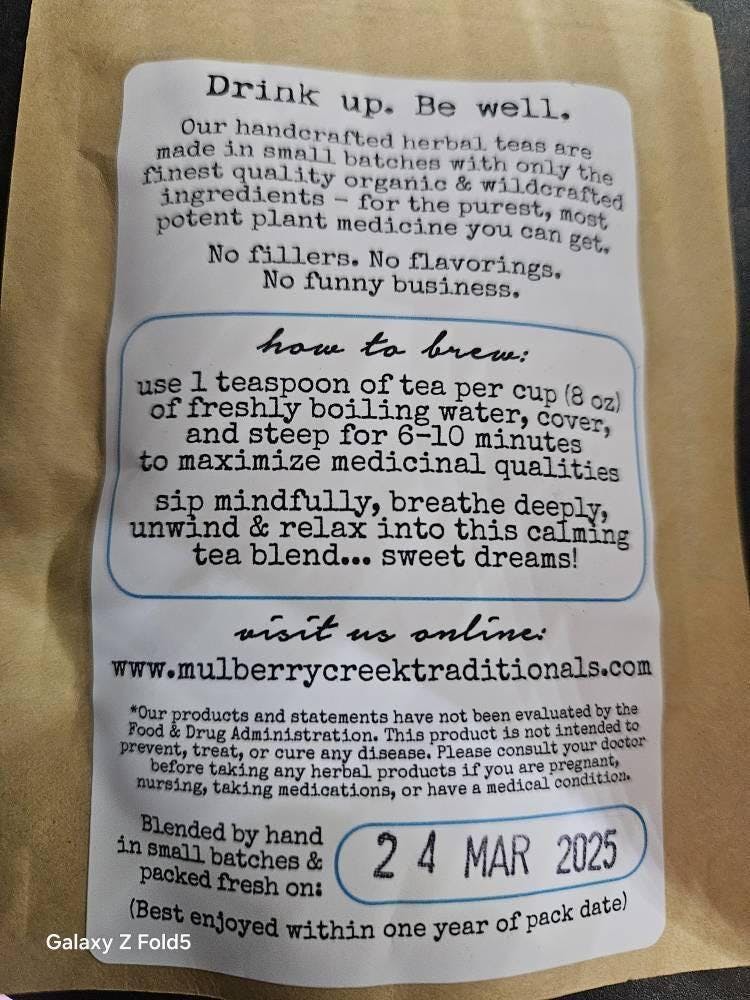 Drink up. Be well.
Our handcrafted herbal teas are
made in small batches with only the
finest quality organic & wildcrafted
ingredients - for the purest, most
potent plant medicine you can get.
No fillers. No flavorings.
No funny business.
how to brew:
use 1 teaspoon of tea per cup (8 oz)
of freshly boiling water, cover,
and steep for 6-10 minutes
to maximize medicinal qualities
sip mindfully, breathe deeply,
unwind & relax into this calming
tea blend... sweet dreams!
visit us online:
www.mulberrycreektraditionals.com
*Our products and statements have not been evaluated by the
Food & Drug Administration. This product is not intended to
prevent, treat, or cure any disease. Please consult your doctor
before taking any herbal products if you are pregnant,
nursing, taking medications, or have a medical condition.
Blended by hand
in small batches &
packed fresh on:
24 MAR 2025
(Best enjoyed within one year of pack date)
Galaxy Z Fold5